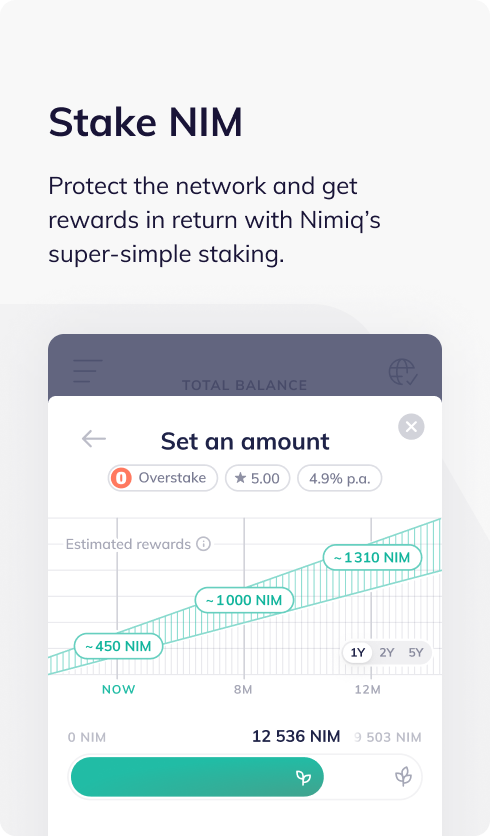 Stake NIM
Protect the network and get
rewards in return with Nimiq’s
super-simple staking.
TOTAL BALANCE
Set an amount
Overstake ★ 5.00 4.9% p.a.
Estimated rewards
~1310 NIM
~1000 NIM
~450 NIM
1Y 2Y 5Y
NOW 8M 12M
0 NIM 12 536 NIM 9 503 NIM